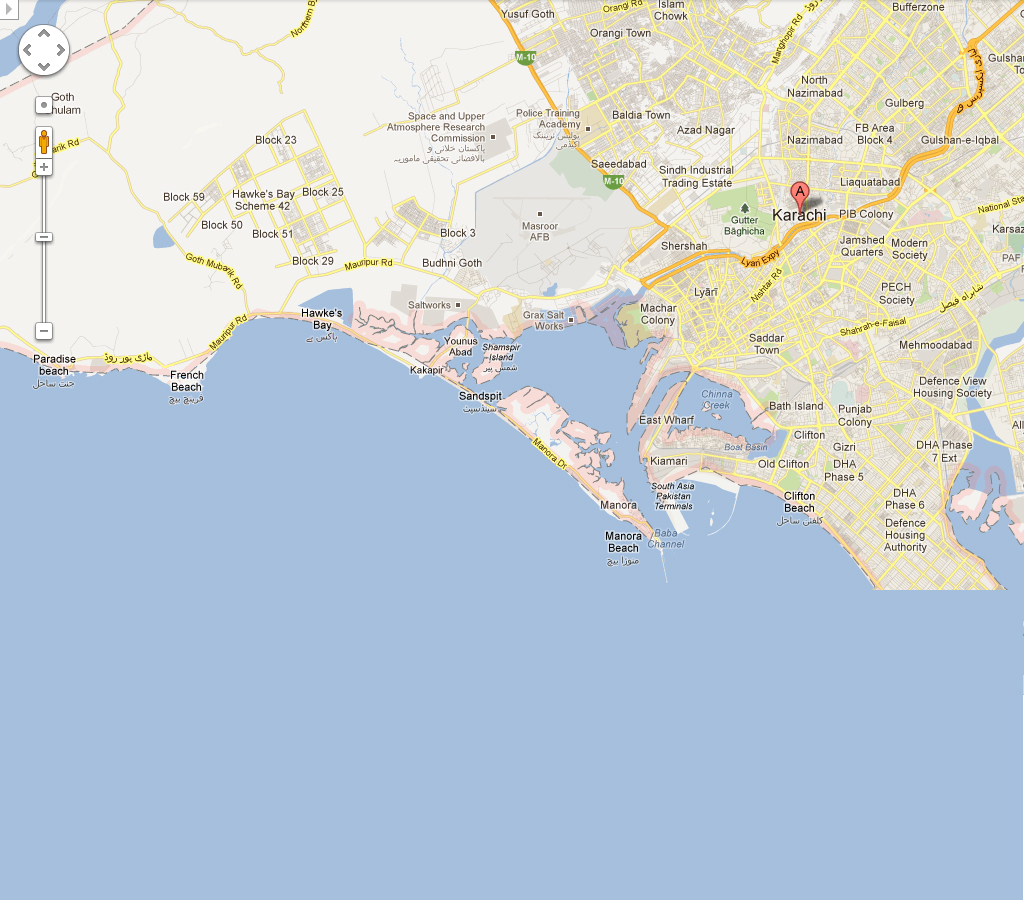 Yusuf Goth
Orangi Rd
Islam
Chowk
Bufferzone
Orangi Town
Manghopir Rd
M-10
Gulshan
North
Nazimabad
Goth
hulam
Gulberg
Space and Upper
Atmosphere Research
Commission
پاکستان خلائی و
بالافضائی تحقیقی ماموریہ
Police Training
Academy
پولیس ٹریننگ
اکیڈمی
Baldia Town
Azad Nagar
Nazimabad
FB Area
Block 4
Gulshan-e-Iqbal
Block 23
Saeedabad
M-10
Sindh Industrial
Trading Estate
Liaquatabad
Block 59
Hawke's Bay
Scheme 42
Block 25
A
Karachi
PIB Colony
National Sta
Block 50
Block 51
Block 3
Masroor
AFB
Gutter
Bāghicha
Karsaz
Shershah
Jamshed
Quarters
Modern
Society
Goth Mubarik Rd
Block 29
Mauripur Rd
Budhni Goth
Lyari Expy
PAF
Lyārī
Nishtar Rd
PECH
Society
شاہراہ فیصل
Saltworks
Hawke's
Bay
ہاکس بے
Grax Salt
Works
Machar
Colony
Shahrah-e-Faisal
Mauripur Rd
Younus
Abad
Shamspir
Island
شمس پیر
Saddar
Town
Mehmoodabad
Paradise
beach
جنت ساحل
ماڑی پور روڈ
French
Beach
فرینچ بیچ
Kakapir
Sandspit
سینڈسپٹ
Defence View
Housing Society
Chinna
Creek
Bath Island
Punjab
Colony
East Wharf
Manora Dr
Boat Basin
Clifton
Gizri
DHA Phase
7 Ext
Kiamari
Old Clifton
DHA
Phase 5
South Asia
Pakistan
Terminals
Clifton
Beach
کلفٹن ساحل
DHA
Phase 6
Manora
Defence
Housing
Authority
Manora
Beach
منوڑا بیچ
Baba
Channel